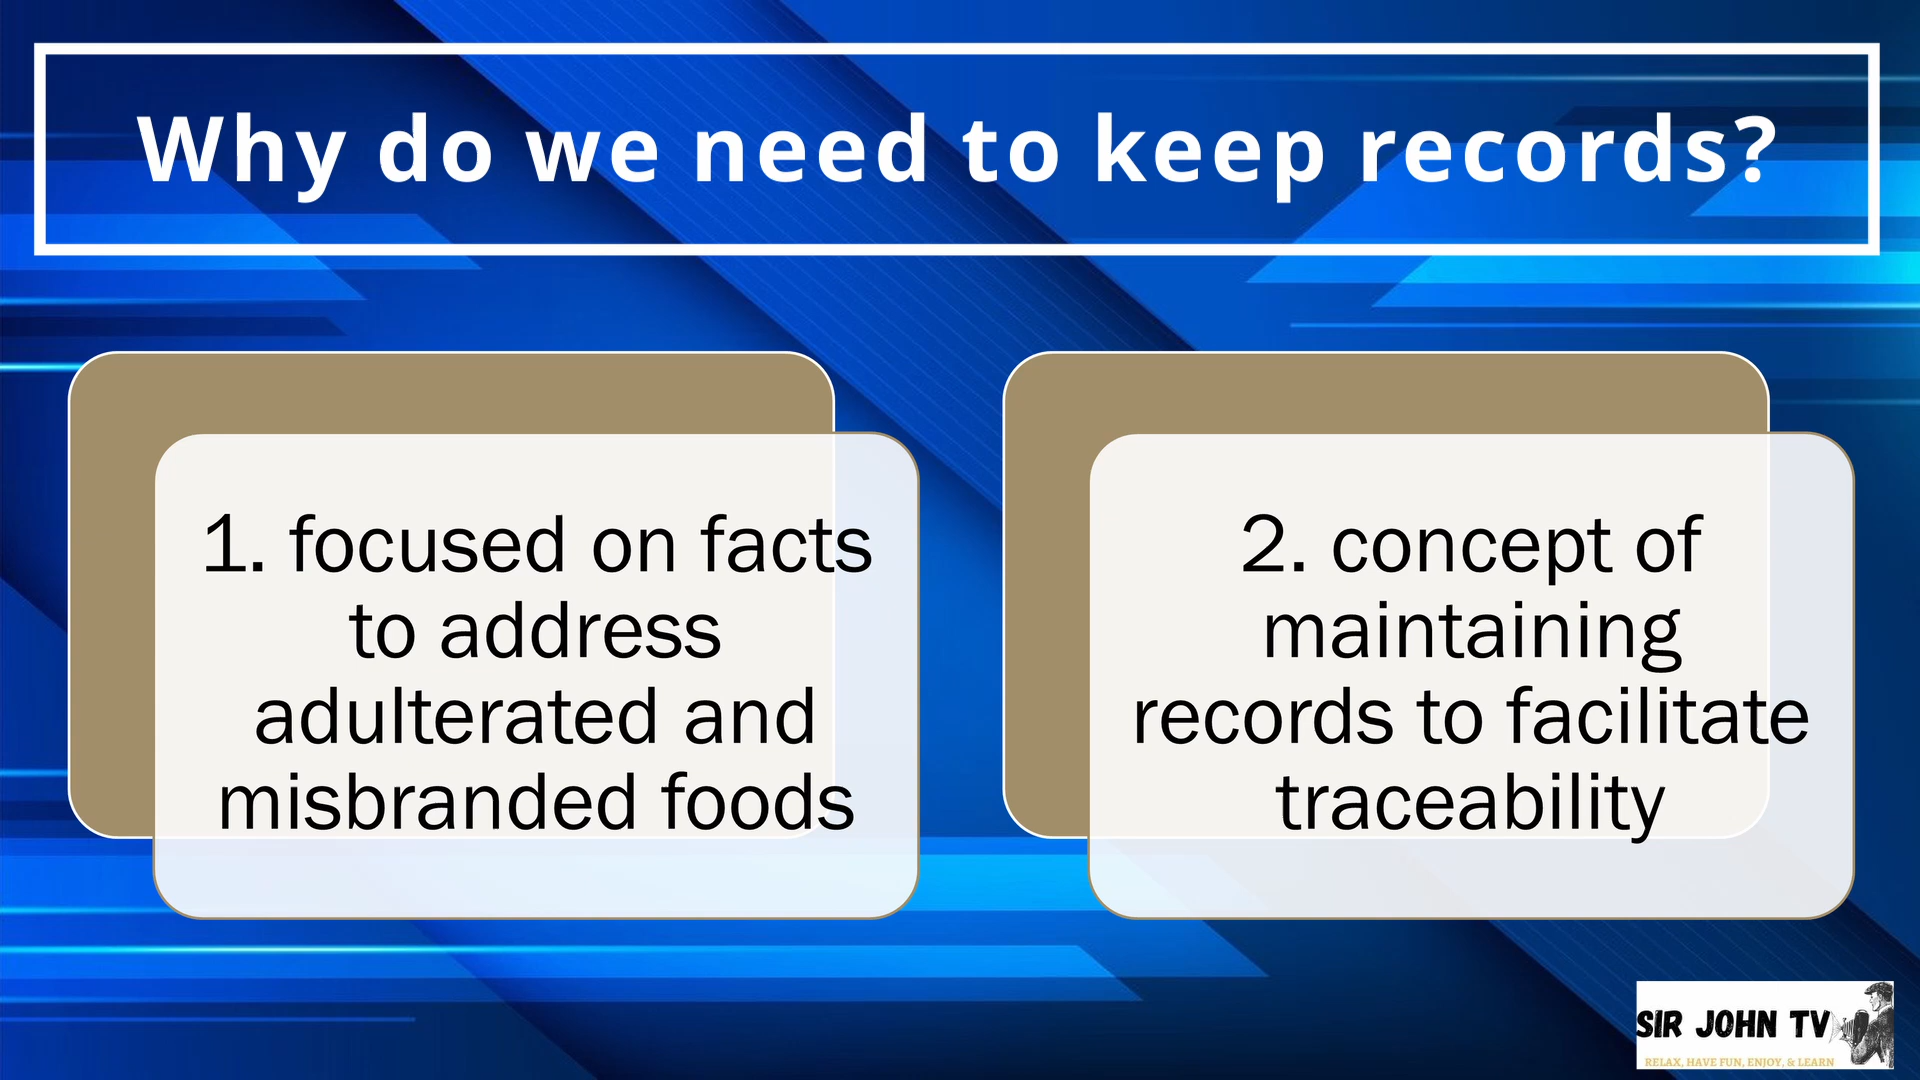 Why do we need to keep records?
1. focused on facts
to address
adulterated and
misbranded foods
2. concept of
maintaining
records to facilitate
traceability
SIR JOHN TV
RELAX, HAVE FUN, ENJOY, & LEARN